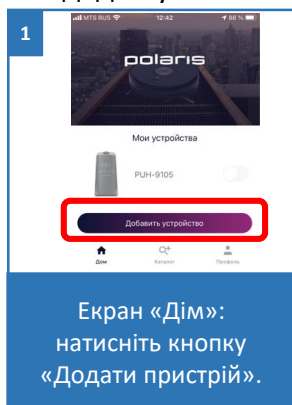 1
MTS RUS 12:42 88 %
polaris
Мои устройства
PUH-9105
Добавить устройство
Дом Каталог Профиль
Екран «Дім»:
натисніть кнопку
«Додати пристрій».